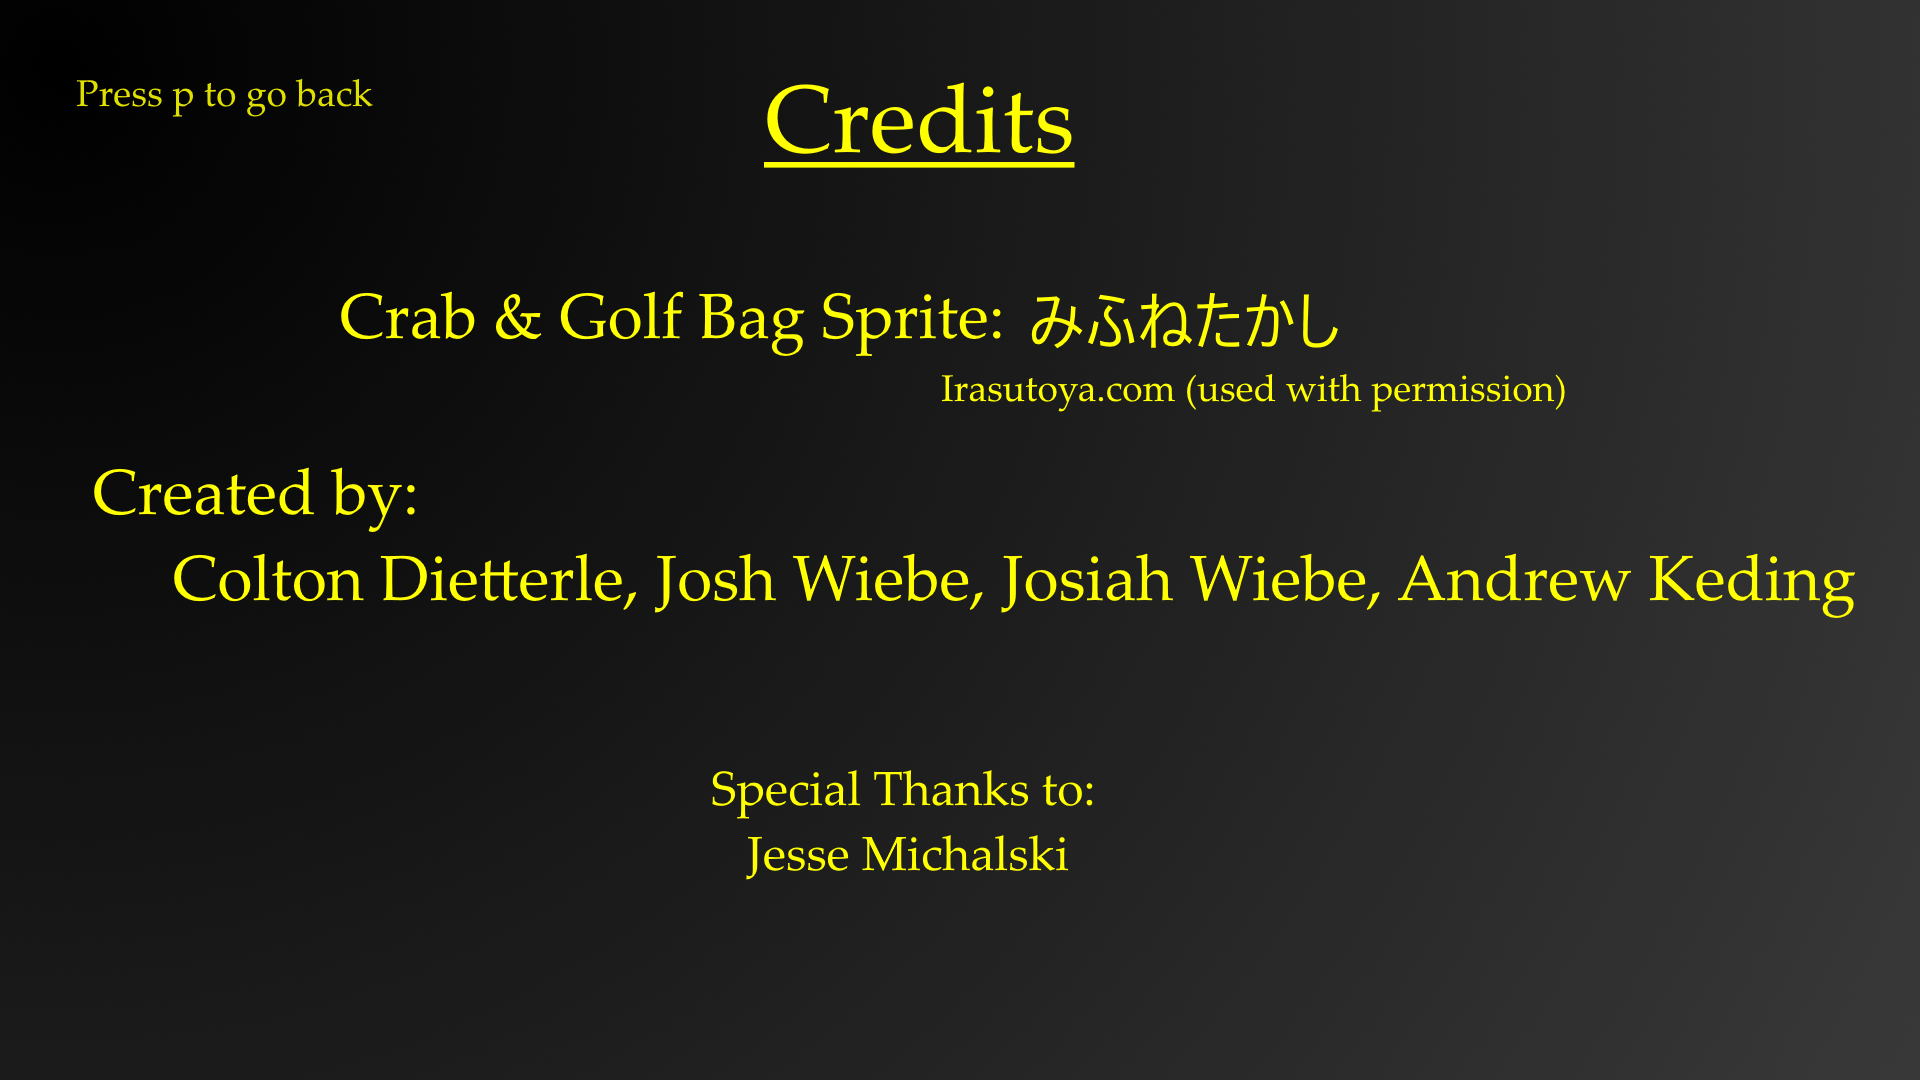 Press p to go back
Credits
Crab & Golf Bag Sprite: みふねたかし
Irasutoya.com (used with permission)
Created by:
Colton Dietterle, Josh Wiebe, Josiah Wiebe, Andrew Keding
Special Thanks to:
Jesse Michalski